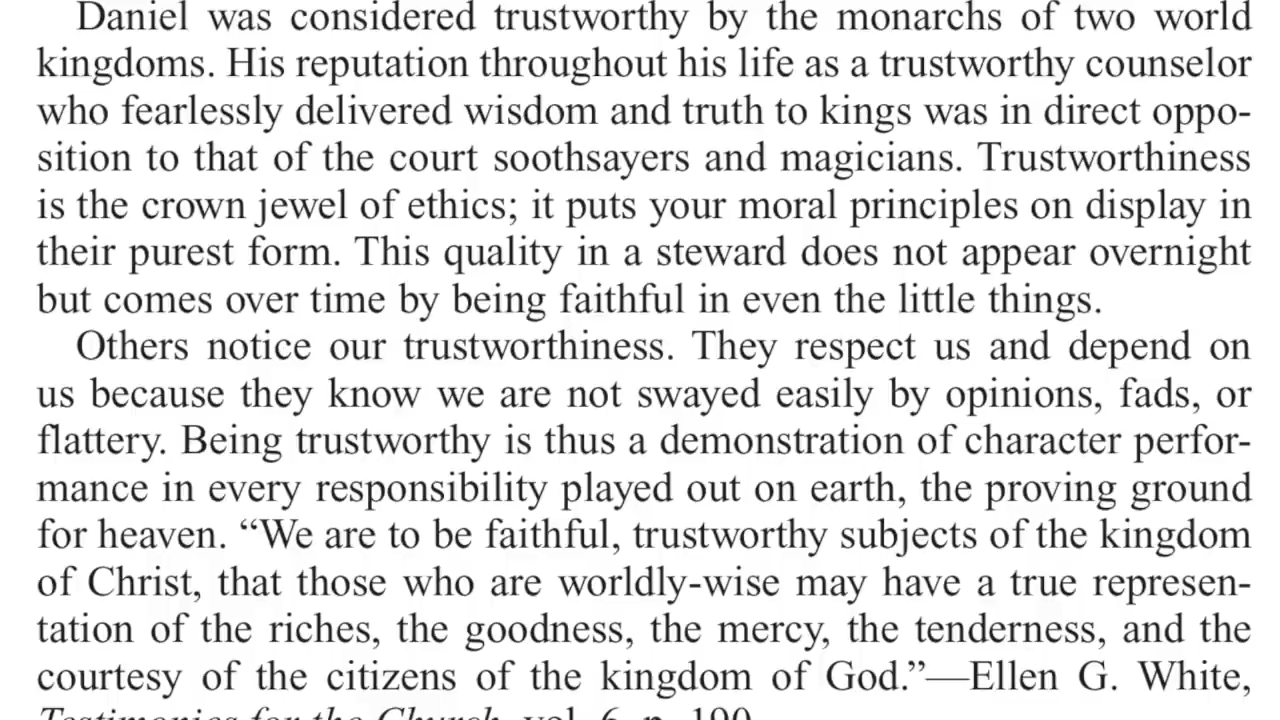 Daniel was considered trustworthy by the monarchs of two world
kingdoms. His reputation throughout his life as a trustworthy counselor
who fearlessly delivered wisdom and truth to kings was in direct oppo-
sition to that of the court soothsayers and magicians. Trustworthiness
is the crown jewel of ethics; it puts your moral principles on display in
their purest form. This quality in a steward does not appear overnight
but comes over time by being faithful in even the little things.
Others notice our trustworthiness. They respect us and depend on
us because they know we are not swayed easily by opinions, fads, or
flattery. Being trustworthy is thus a demonstration of character perfor-
mance in every responsibility played out on earth, the proving ground
for heaven. “We are to be faithful, trustworthy subjects of the kingdom
of Christ, that those who are worldly-wise may have a true represen-
tation of the riches, the goodness, the mercy, the tenderness, and the
courtesy of the citizens of the kingdom of God.”—Ellen G. White,
Testimonies for the Church, vol. 6, p. 190.